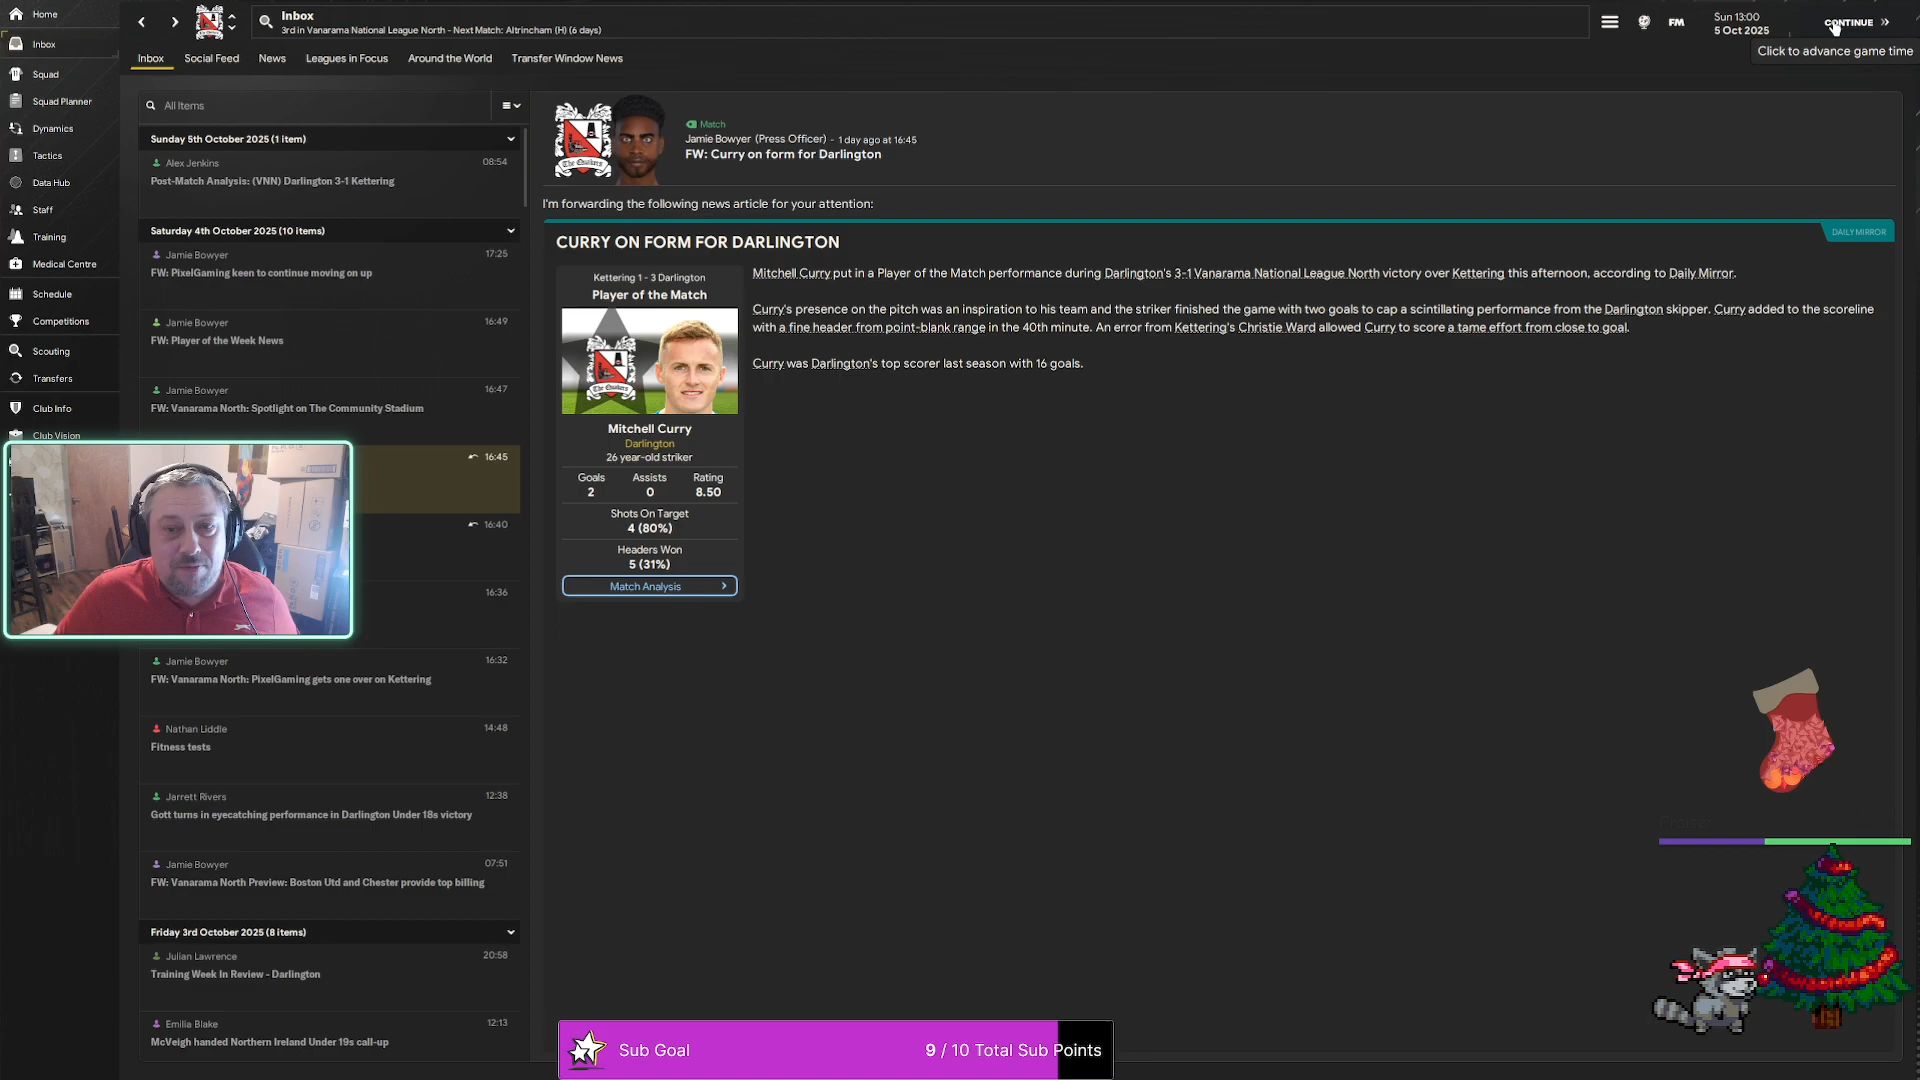 Home
Inbox
Squad
Squad Planner
Dynamics
Tactics
Data Hub
Staff
Training
Medical Centre
Schedule
Competitions
Scouting
Transfers
Club Info
Club Vision
Inbox
3rd in Vanarama National League North - Next Match: Altrincham (H) (6 days)
FM
Sun 13:00
5 Oct 2025
CONTINUE
Click to advance game time
Inbox
Social Feed
News
Leagues in Focus
Around the World
Transfer Window News
All Items
Sunday 5th October 2025 (1 item)
Alex Jenkins
08:54
Post-Match Analysis: (VNN) Darlington 3-1 Kettering
Saturday 4th October 2025 (10 items)
Jamie Bowyer
17:25
FW: PixelGaming keen to continue moving on up
Jamie Bowyer
16:49
FW: Player of the Week News
Jamie Bowyer
16:47
FW: Vanarama North: Spotlight on The Community Stadium
16:45
16:40
16:36
Jamie Bowyer
16:32
FW: Vanarama North: PixelGaming gets one over on Kettering
Nathan Liddle
14:48
Fitness tests
Jarrett Rivers
12:38
Gott turns in eyecatching performance in Darlington Under 18s victory
Jamie Bowyer
07:51
FW: Vanarama North Preview: Boston Utd and Chester provide top billing
Friday 3rd October 2025 (8 items)
Julian Lawrence
20:58
Training Week In Review - Darlington
Emilia Blake
12:13
McVeigh handed Northern Ireland Under 19s call-up
The Quakers
Match
Jamie Bowyer (Press Officer) - 1 day ago at 16:45
FW: Curry on form for Darlington
I'm forwarding the following news article for your attention:
DAILY MIRROR
CURRY ON FORM FOR DARLINGTON
Kettering 1 - 3 Darlington
Player of the Match
The Quakers
Mitchell Curry
Darlington
26 year-old striker
Goals Assists Rating
2 0 8.50
Shots On Target
4 (80%)
Headers Won
5 (31%)
Match Analysis
Mitchell Curry put in a Player of the Match performance during Darlington's 3-1 Vanarama National League North victory over Kettering this afternoon, according to Daily Mirror.
Curry's presence on the pitch was an inspiration to his team and the striker finished the game with two goals to cap a scintillating performance from the Darlington skipper. Curry added to the scoreline
with a fine header from point-blank range in the 40th minute. An error from Kettering's Christie Ward allowed Curry to score a tame effort from close to goal.
Curry was Darlington's top scorer last season with 16 goals.
Sub Goal
9 / 10 Total Sub Points